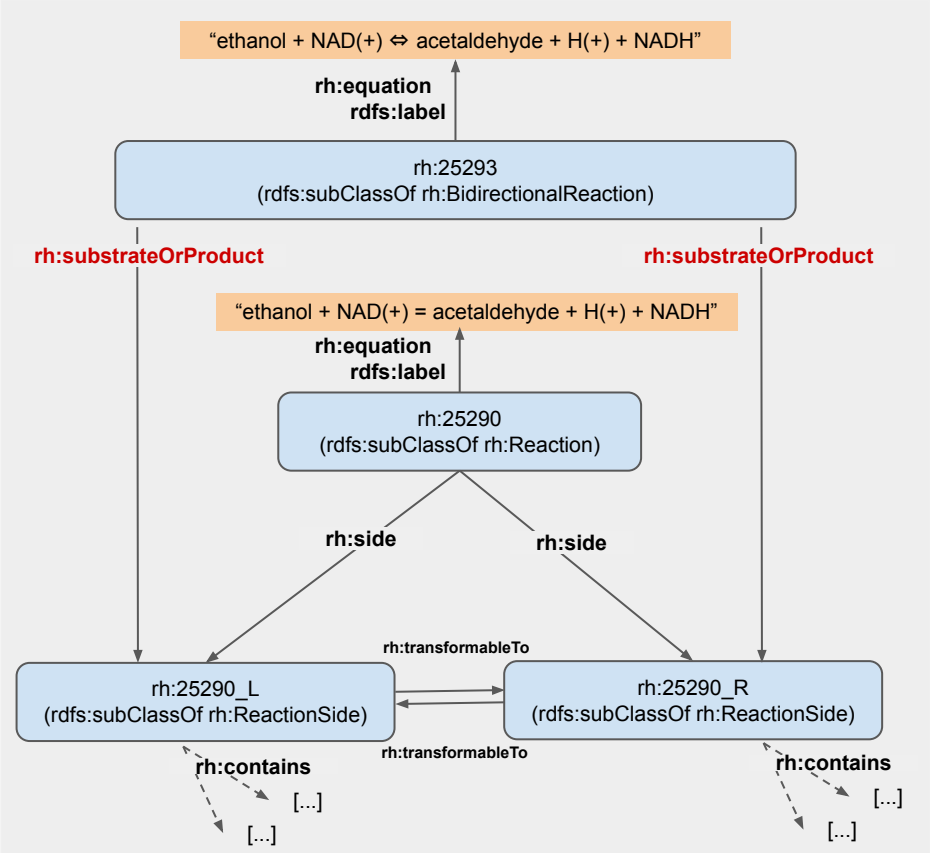 “ethanol + NAD(+) ⇔ acetaldehyde + H(+) + NADH”
rh:equation
rdfs:label
rh:25293
(rdfs:subClassOf rh:BidirectionalReaction)
rh:substrateOrProduct
rh:substrateOrProduct
“ethanol + NAD(+) = acetaldehyde + H(+) + NADH”
rh:equation
rdfs:label
rh:25290
(rdfs:subClassOf rh:Reaction)
rh:side
rh:side
rh:transformableTo
rh:25290_L
(rdfs:subClassOf rh:ReactionSide)
rh:25290_R
(rdfs:subClassOf rh:ReactionSide)
rh:transformableTo
rh:contains
[...]
[...]
rh:contains
[...]
[...]